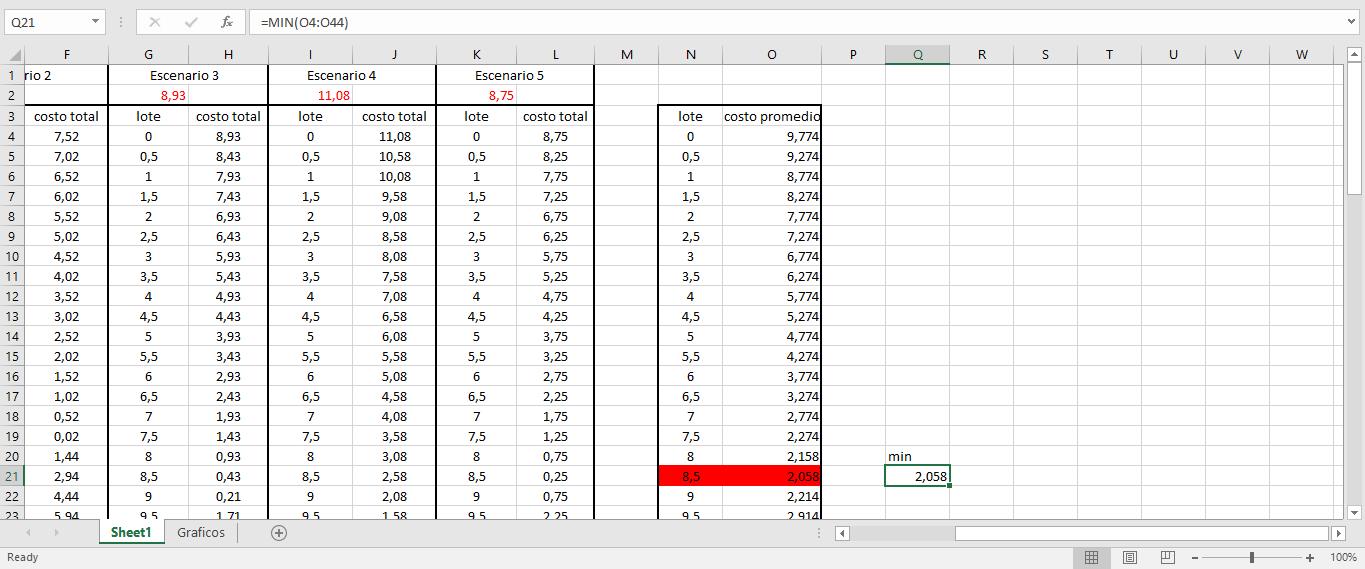 Q21 fx =MIN(O4:O44)
F G H I J K L M N O P Q R S T U V W
1 rio 2 Escenario 3 Escenario 4 Escenario 5
2 8,93 11,08 8,75
3 costo total lote costo total lote costo total lote costo total lote costo promedio
4 7,52 0 8,93 0 11,08 0 8,75 0 9,774
5 7,02 0,5 8,43 0,5 10,58 0,5 8,25 0,5 9,274
6 6,52 1 7,93 1 10,08 1 7,75 1 8,774
7 6,02 1,5 7,43 1,5 9,58 1,5 7,25 1,5 8,274
8 5,52 2 6,93 2 9,08 2 6,75 2 7,774
9 5,02 2,5 6,43 2,5 8,58 2,5 6,25 2,5 7,274
10 4,52 3 5,93 3 8,08 3 5,75 3 6,774
11 4,02 3,5 5,43 3,5 7,58 3,5 5,25 3,5 6,274
12 3,52 4 4,93 4 7,08 4 4,75 4 5,774
13 3,02 4,5 4,43 4,5 6,58 4,5 4,25 4,5 5,274
14 2,52 5 3,93 5 6,08 5 3,75 5 4,774
15 2,02 5,5 3,43 5,5 5,58 5,5 3,25 5,5 4,274
16 1,52 6 2,93 6 5,08 6 2,75 6 3,774
17 1,02 6,5 2,43 6,5 4,58 6,5 2,25 6,5 3,274
18 0,52 7 1,93 7 4,08 7 1,75 7 2,774
19 0,02 7,5 1,43 7,5 3,58 7,5 1,25 7,5 2,274
20 1,44 8 0,93 8 3,08 8 0,75 8 2,158 min
21 2,94 8,5 0,43 8,5 2,58 8,5 0,25 8,5 2,058 2,058
22 4,44 9 0,21 9 2,08 9 0,75 9 2,214
23 5,94 9,5 1,71 9,5 1,58 9,5 2,25 9,5 2,914
Sheet1 Graficos
Ready 100%